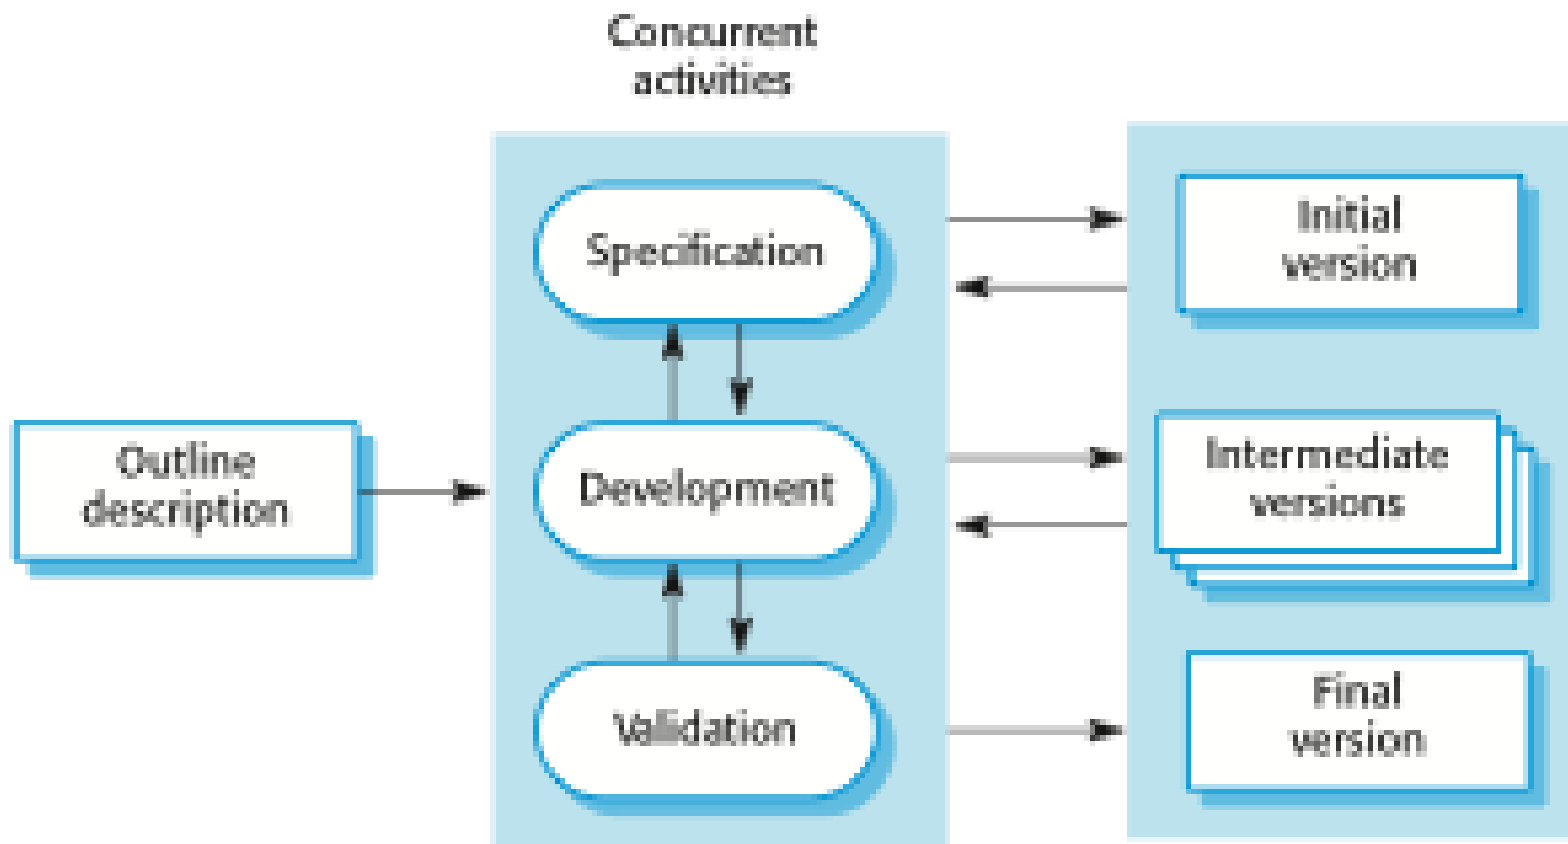 Concurrent
activities
Outline
description
Specification
Development
Validation
Initial
version
Intermediate
versions
Final
version